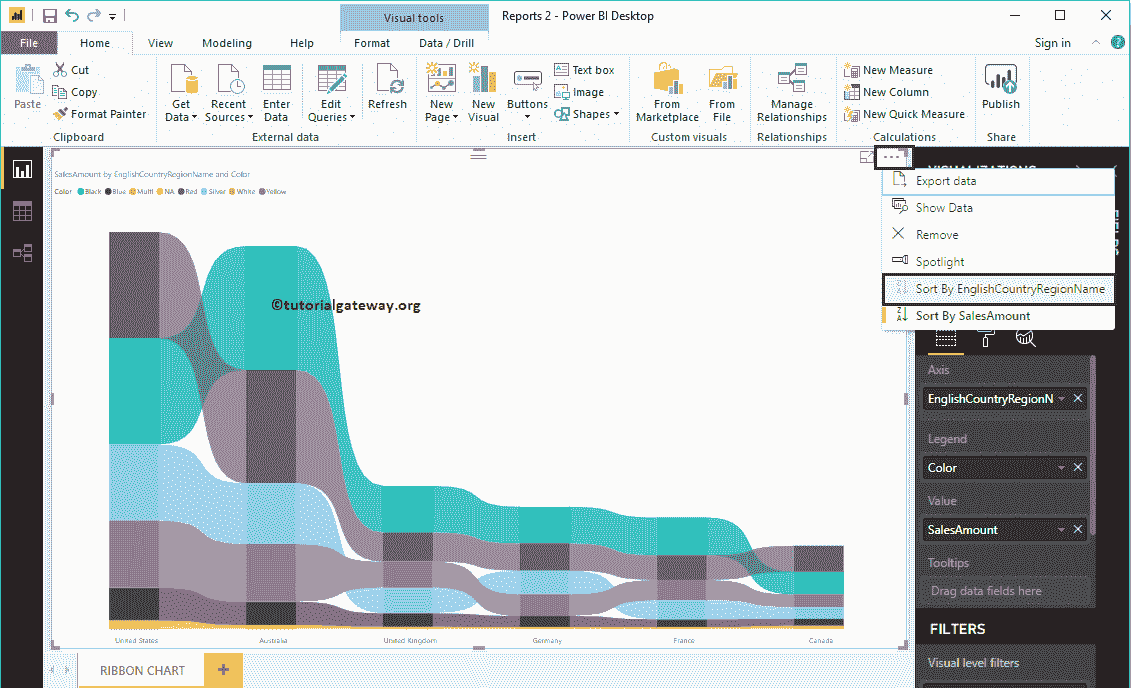 Visual tools
Reports 2 - Power BI Desktop
File
Home
View
Modeling
Help
Format
Data / Drill
Sign in
Paste
Cut
Copy
Format Painter
Clipboard
Get Data
Recent Sources
Enter Data
Edit Queries
External data
Refresh
New Page
New Visual
Buttons
Text box
Image
Shapes
Insert
From Marketplace
From File
Custom visuals
Manage Relationships
Relationships
New Measure
New Column
New Quick Measure
Calculations
Publish
Share
SalesAmount by EnglishCountryRegionName and Color
Color Black Blue Multi NA Red Silver White Yellow
©tutorialgateway.org
United States
Australia
United Kingdom
Germany
France
Canada
VISUALIZATIONS
Export data
Show Data
Remove
Spotlight
Sort By EnglishCountryRegionName
Sort By SalesAmount
Axis
EnglishCountryRegionN
Legend
Color
Value
SalesAmount
Tooltips
Drag data fields here
FILTERS
Visual level filters
RIBBON CHART